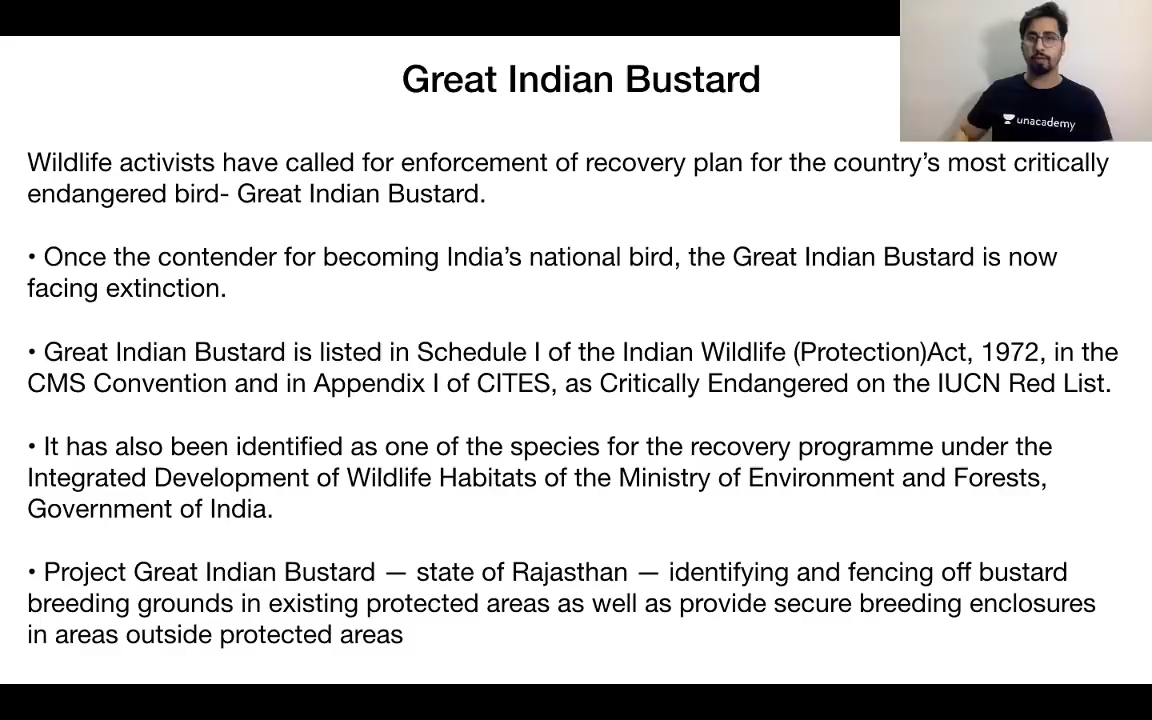 Great Indian Bustard
unacademy
Wildlife activists have called for enforcement of recovery plan for the country’s most critically
endangered bird- Great Indian Bustard.
• Once the contender for becoming India’s national bird, the Great Indian Bustard is now
facing extinction.
• Great Indian Bustard is listed in Schedule I of the Indian Wildlife (Protection)Act, 1972, in the
CMS Convention and in Appendix I of CITES, as Critically Endangered on the IUCN Red List.
• It has also been identified as one of the species for the recovery programme under the
Integrated Development of Wildlife Habitats of the Ministry of Environment and Forests,
Government of India.
• Project Great Indian Bustard — state of Rajasthan — identifying and fencing off bustard
breeding grounds in existing protected areas as well as provide secure breeding enclosures
in areas outside protected areas